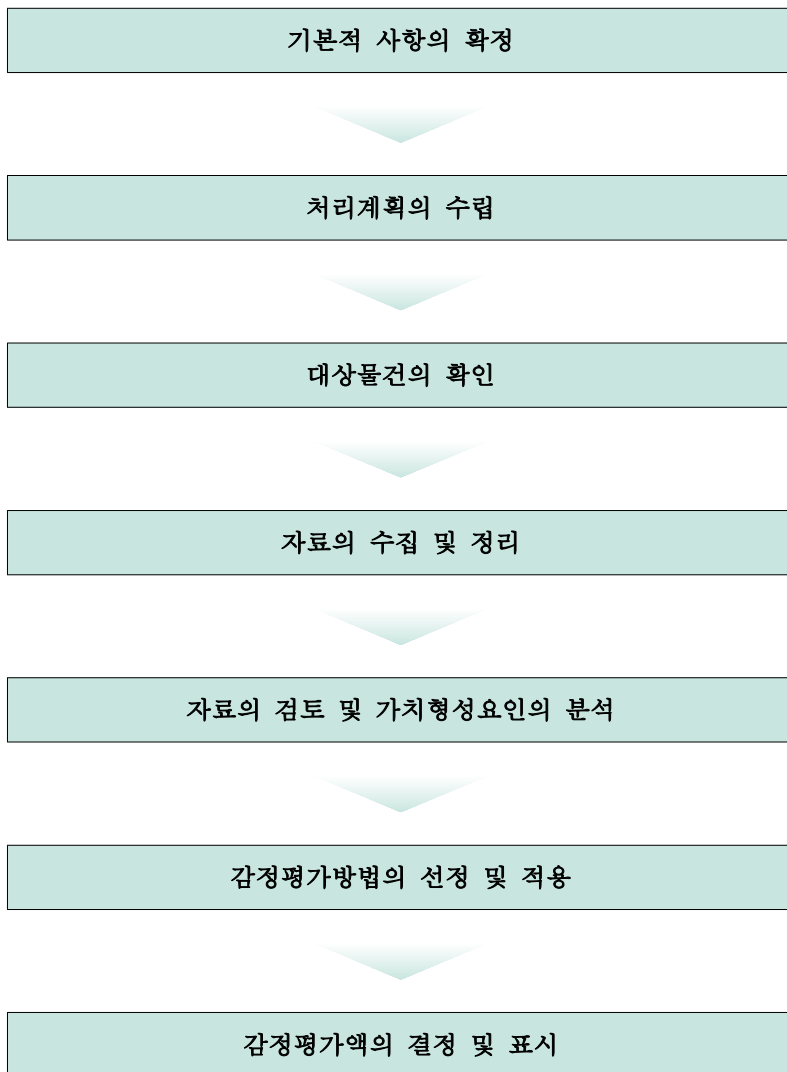 기본적 사항의 확정
처리계획의 수립
대상물건의 확인
자료의 수집 및 정리
자료의 검토 및 가치형성요인의 분석
감정평가방법의 선정 및 적용
감정평가액의 결정 및 표시